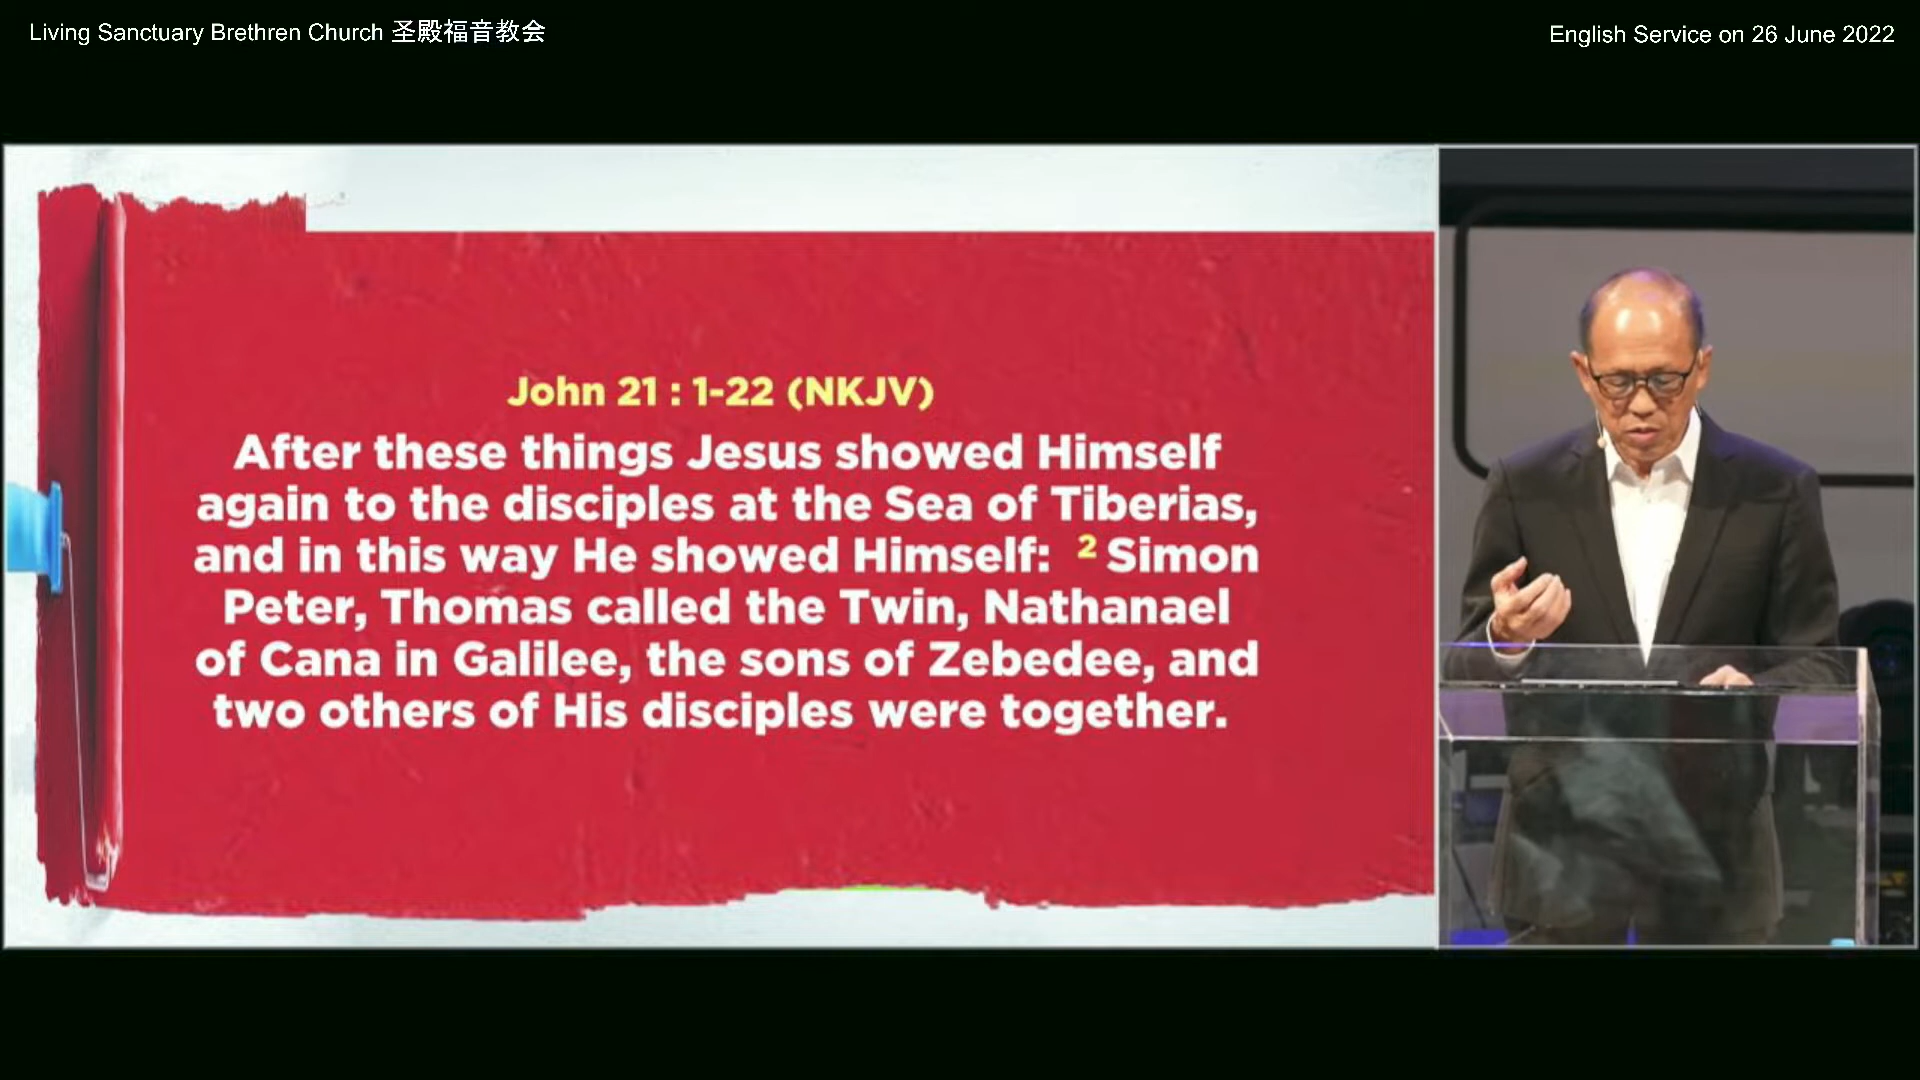 Living Sanctuary Brethren Church 圣殿福音教会
English Service on 26 June 2022
John 21 : 1-22 (NKJV)
After these things Jesus showed Himself
again to the disciples at the Sea of Tiberias,
and in this way He showed Himself: 2 Simon
Peter, Thomas called the Twin, Nathanael
of Cana in Galilee, the sons of Zebedee, and
two others of His disciples were together.